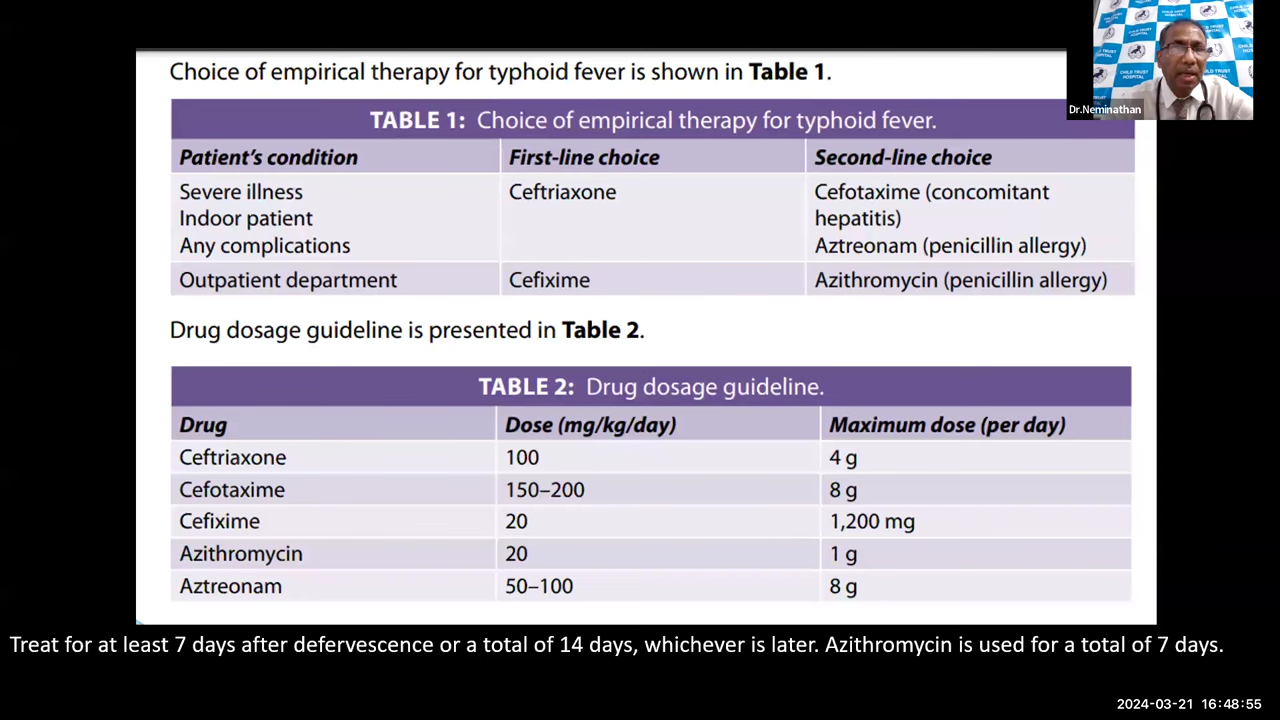 Choice of empirical therapy for typhoid fever is shown in Table 1.
CHILD TRUST HOSPITAL
Dr.Neminathan
TABLE 1: Choice of empirical therapy for typhoid fever.
Patient's condition First-line choice Second-line choice
Severe illness Ceftriaxone Cefotaxime (concomitant
Indoor patient hepatitis)
Any complications Aztreonam (penicillin allergy)
Outpatient department Cefixime Azithromycin (penicillin allergy)
Drug dosage guideline is presented in Table 2.
TABLE 2: Drug dosage guideline.
Drug Dose (mg/kg/day) Maximum dose (per day)
Ceftriaxone 100 4 g
Cefotaxime 150–200 8 g
Cefixime 20 1,200 mg
Azithromycin 20 1 g
Aztreonam 50–100 8 g
Treat for at least 7 days after defervescence or a total of 14 days, whichever is later. Azithromycin is used for a total of 7 days.
2024-03-21 16:48:55